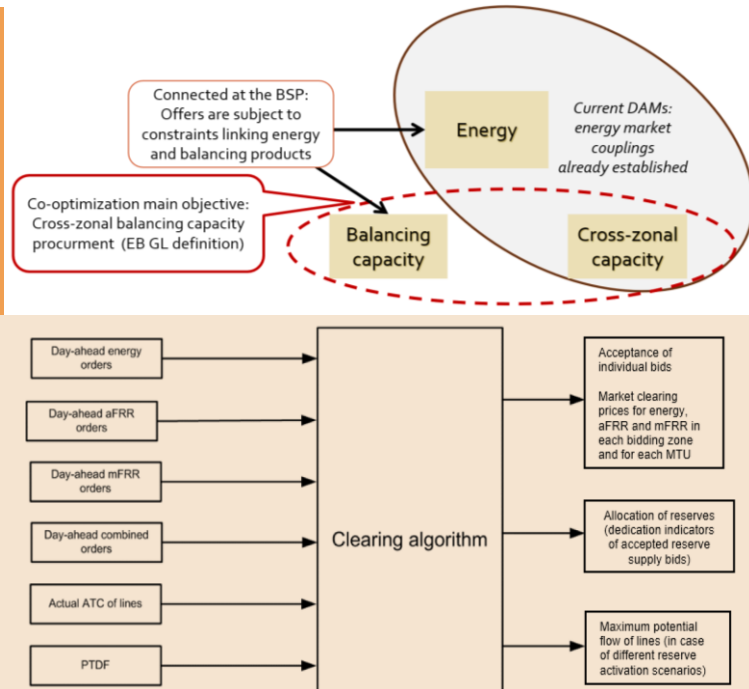 Connected at the BSP:
Offers are subject to
constraints linking energy
and balancing products
Energy
Current DAMs:
energy market
couplings
already established
Co-optimization main objective:
Cross-zonal balancing capacity
procurment (EB GL definition)
Balancing
capacity
Cross-zonal
capacity
Day-ahead energy
orders
Day-ahead aFRR
orders
Day-ahead mFRR
orders
Day-ahead combined
orders
Actual ATC of lines
PTDF
Clearing algorithm
Acceptance of
individual bids
Market clearing
prices for energy,
aFRR and mFRR in
each bidding zone
and for each MTU
Allocation of reserves
(dedication indicators
of accepted reserve
supply bids)
Maximum potential
flow of lines (in case
of different reserve
activation scenarios)